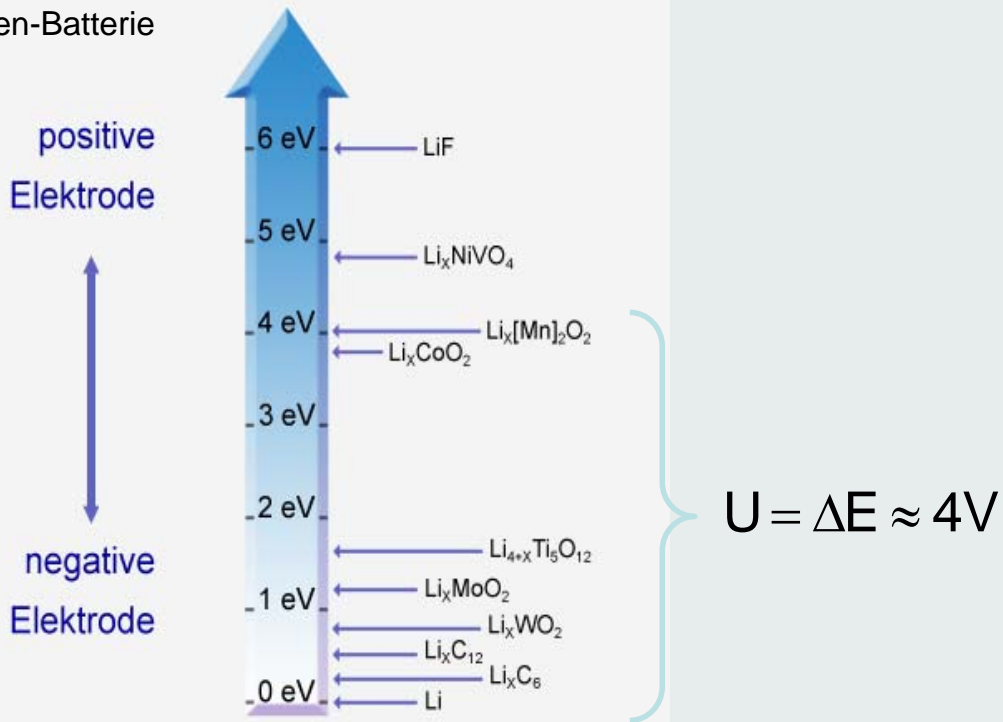 en-Batterie
positive
Elektrode
negative
Elektrode
6 eV
LiF
5 eV
LiₓNiVO₄
4 eV
Liₓ[Mn]₂O₂
LiₓCoO₂
3 eV
2 eV
Li₄₊ₓTi₅O₁₂
LiₓMoO₂
1 eV
LiₓWO₂
LiₓC₁₂
LiₓC₆
0 eV
Li
U = ΔE ≈ 4V